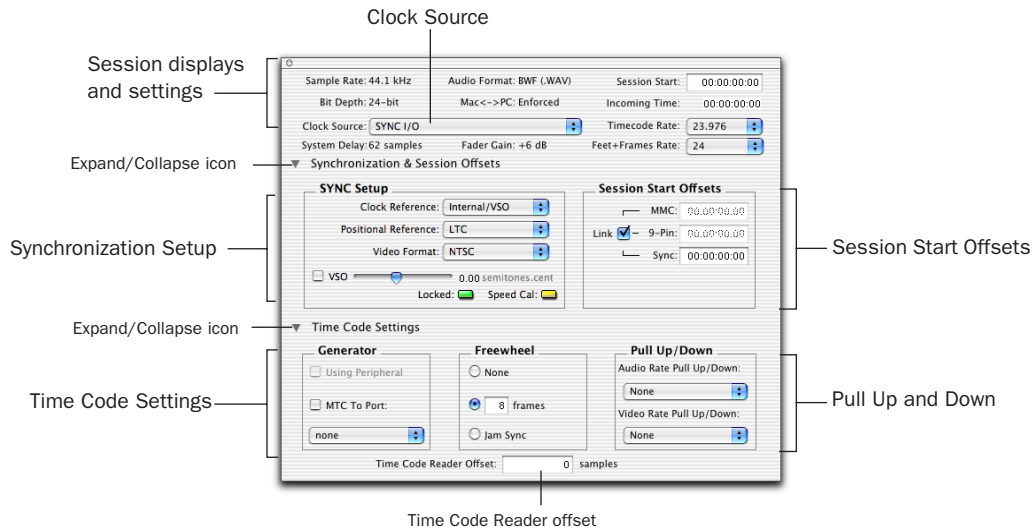 Clock Source
Session displays
and settings
Sample Rate: 44.1 kHz Audio Format: BWF (.WAV) Session Start: 00:00:00:00
Bit Depth: 24-bit Mac<->PC: Enforced Incoming Time: 00:00:00:00
Clock Source: SYNC I/O Timecode Rate: 23.976
System Delay: 62 samples Fader Gain: +6 dB Feet+Frames Rate: 24
Expand/Collapse icon
Synchronization & Session Offsets
SYNC Setup Session Start Offsets
Clock Reference: Internal/VSO MMC: 00:00:00:00
Positional Reference: LTC Link 9-Pin: 00:00:00:00
Video Format: NTSC Sync: 00:00:00:00
VSO 0.00 semitones.cent
Locked: Speed Cal:
Synchronization Setup
Session Start Offsets
Expand/Collapse icon
Time Code Settings
Generator Freewheel Pull Up/Down
Using Peripheral None Audio Rate Pull Up/Down:
None
MTC To Port: 8 frames
Video Rate Pull Up/Down:
none Jam Sync None
Time Code Settings
Pull Up and Down
Time Code Reader Offset: 0 samples
Time Code Reader offset